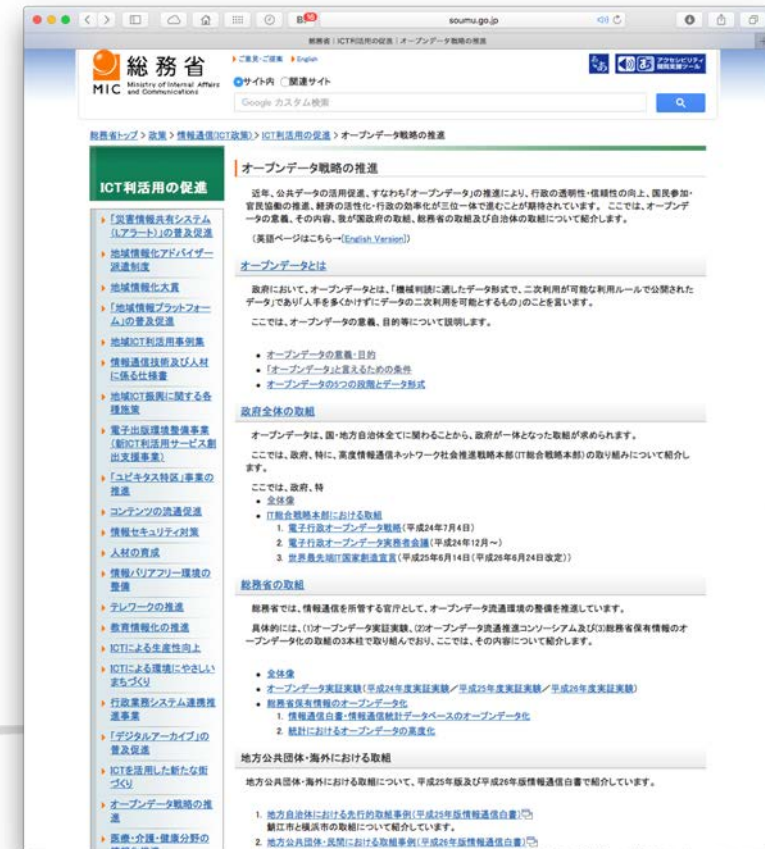 soumu.go.jp
総務省｜ICT利活用の促進｜オープンデータ戦略の推進
総務省
MIC Ministry of Internal Affairs and Communications
ご意見・ご提案 English
サイト内 関連サイト
Google カスタム検索
総務省トップ > 政策 > 情報通信(ICT政策) > ICT利活用の促進 > オープンデータ戦略の推進
ICT利活用の促進
「災害情報共有システム
(Lアラート)」の普及促進
地域情報化アドバイザー
派遣制度
地域情報化大賞
「地域情報プラットフォー
ム」の普及促進
地域ICT利活用事例集
情報通信技術及び人材
に係る仕様書
地域ICT振興に関する各
種施策
電子出版環境整備事業
(新ICT利活用サービス創
出支援事業)
「ユビキタス特区」事業の
推進
コンテンツの流通促進
情報セキュリティ対策
人材の育成
情報バリアフリー環境の
整備
テレワークの推進
教育情報化の推進
ICTによる生産性向上
ICTによる環境にやさしい
まちづくり
行政業務システム連携推
進事業
「デジタルアーカイブ」の
普及促進
ICTを活用した新たな街
づくり
オープンデータ戦略の推
進
医療・介護・健康分野の
オープンデータ戦略の推進
近年、公共データの活用促進、すなわち「オープンデータ」の推進により、行政の透明性・信頼性の向上、国民参加・
官民協働の推進、経済の活性化・行政の効率化が三位一体で進むことが期待されています。 ここでは、オープンデ
ータの意義、その内容、我が国政府の取組、総務省の取組及び自治体の取組について紹介します。
(英語ページはこちら→[English Version])
オープンデータとは
政府において、オープンデータとは、「機械判読に適したデータ形式で、二次利用が可能な利用ルールで公開された
データ」であり「人手を多くかけずにデータの二次利用を可能とするもの」のことを言います。
ここでは、オープンデータの意義、目的等について説明します。
オープンデータの意義・目的
「オープンデータ」と言えるための条件
オープンデータの5つの段階とデータ形式
政府全体の取組
オープンデータは、国・地方自治体全てに関わることから、政府が一体となった取組が求められます。
ここでは、政府、特に、高度情報通信ネットワーク社会推進戦略本部(IT総合戦略本部)の取り組みについて紹介し
ます。
ここでは、政府、特
全体像
IT総合戦略本部における取組
1. 電子行政オープンデータ戦略(平成24年7月4日)
2. 電子行政オープンデータ実務者会議(平成24年12月～)
3. 世界最先端IT国家創造宣言(平成25年6月14日(平成26年6月24日改定))
総務省の取組
総務省では、情報通信を所管する官庁として、オープンデータ流通環境の整備を推進しています。
具体的には、(1)オープンデータ実証実験、(2)オープンデータ流通推進コンソーシアム及び(3)総務省保有情報のオ
ープンデータ化の取組の3本柱で取り組んでおり、ここでは、その内容について紹介します。
全体像
オープンデータ実証実験(平成24年度実証実験／平成25年度実証実験／平成26年度実証実験)
総務省保有情報のオープンデータ化
1. 情報通信白書・情報通信統計データベースのオープンデータ化
2. 統計におけるオープンデータの高度化
地方公共団体・海外における取組
地方公共団体・海外における取組について、平成25年版及び平成26年版情報通信白書で紹介しています。
1. 地方自治体における先行的取組事例(平成25年版情報通信白書)
鯖江市と横浜市の取組について紹介しています。
2. 地方公共団体・民間における取組事例(平成26年版情報通信白書)